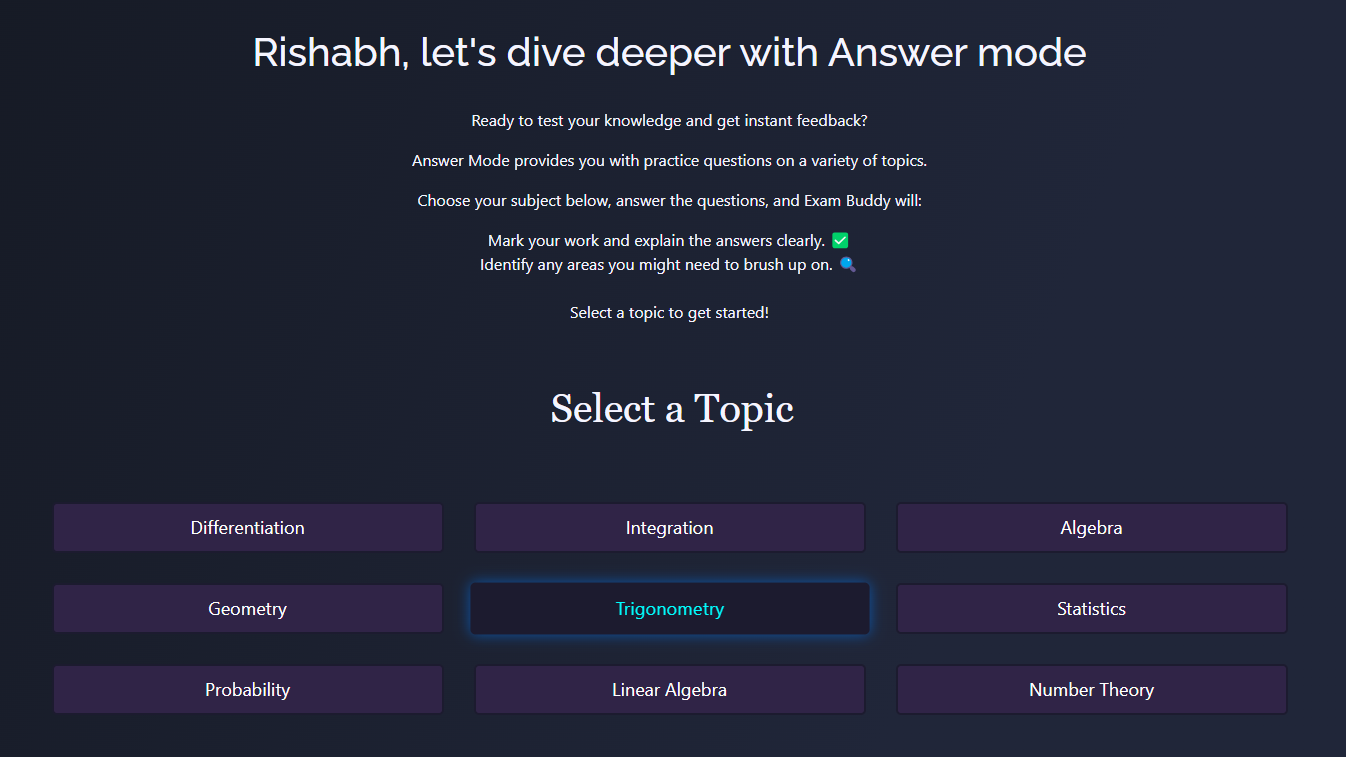 Rishabh, let's dive deeper with Answer mode
Ready to test your knowledge and get instant feedback?
Answer Mode provides you with practice questions on a variety of topics.
Choose your subject below, answer the questions, and Exam Buddy will:
Mark your work and explain the answers clearly. ✅
Identify any areas you might need to brush up on. 🔍
Select a topic to get started!
Select a Topic
Differentiation
Integration
Algebra
Geometry
Trigonometry
Statistics
Probability
Linear Algebra
Number Theory